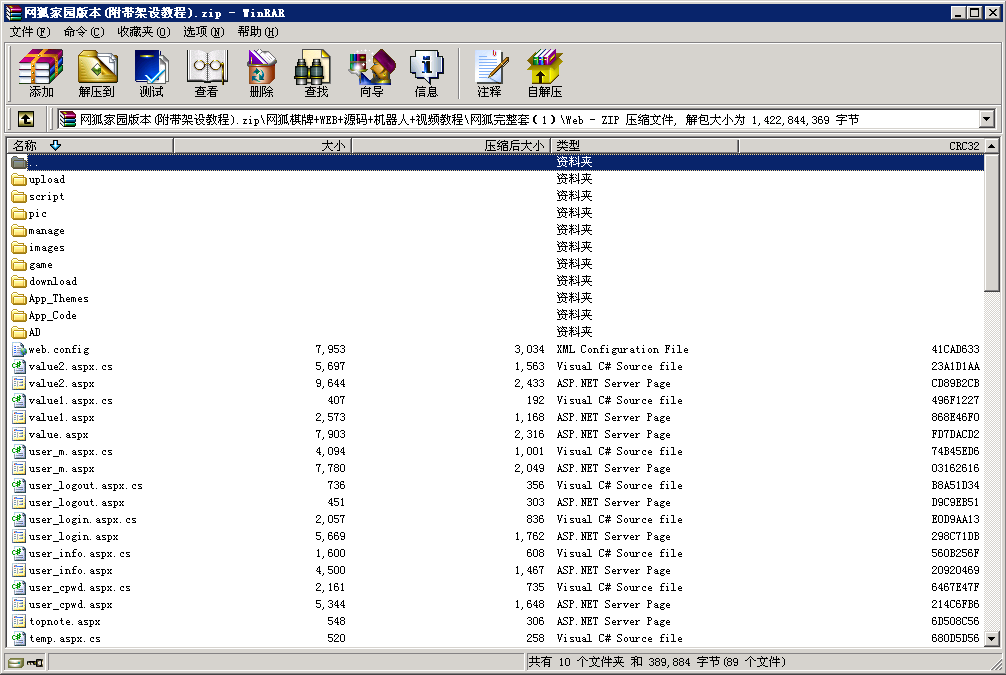 网狐家园版本(附带架设教程).zip - WinRAR
文件(F) 命令(C) 收藏夹(O) 选项(N) 帮助(H)
添加 解压到 测试 查看 删除 查找 向导 信息 注释 自解压
网狐家园版本(附带架设教程).zip\网狐棋牌+WEB+源码+机器人+视频教程\网狐完整套(1)\Web - ZIP 压缩文件, 解包大小为 1,422,844,369 字节
名称 大小 压缩后大小 类型 CRC32
.. 资料夹
upload 资料夹
script 资料夹
pic 资料夹
manage 资料夹
images 资料夹
game 资料夹
download 资料夹
App_Themes 资料夹
App_Code 资料夹
AD 资料夹
web.config 7,953 3,034 XML Configuration File 41CAD633
value2.aspx.cs 5,697 1,563 Visual C# Source file 23A1D1AA
value2.aspx 9,644 2,433 ASP.NET Server Page CD89B2CB
value1.aspx.cs 407 192 Visual C# Source file 496F1227
value1.aspx 2,573 1,168 ASP.NET Server Page 868E46F0
value.aspx 7,903 2,316 ASP.NET Server Page FD7DACD2
user_m.aspx.cs 4,094 1,001 Visual C# Source file 74B45ED6
user_m.aspx 7,780 2,049 ASP.NET Server Page 03162616
user_logout.aspx.cs 736 356 Visual C# Source file B8A51D34
user_logout.aspx 451 303 ASP.NET Server Page D9C9EB51
user_login.aspx.cs 2,057 836 Visual C# Source file E0D9AA13
user_login.aspx 5,669 1,762 ASP.NET Server Page 298C71DB
user_info.aspx.cs 1,600 608 Visual C# Source file 560B256F
user_info.aspx 4,500 1,467 ASP.NET Server Page 20920469
user_cpwd.aspx.cs 2,161 735 Visual C# Source file 6467E47F
user_cpwd.aspx 5,344 1,648 ASP.NET Server Page 214C6FB6
topnote.aspx 548 306 ASP.NET Server Page 6D508C56
temp.aspx.cs 520 258 Visual C# Source file 680D5D56
共有 10 个文件夹 和 389,884 字节(89 个文件)